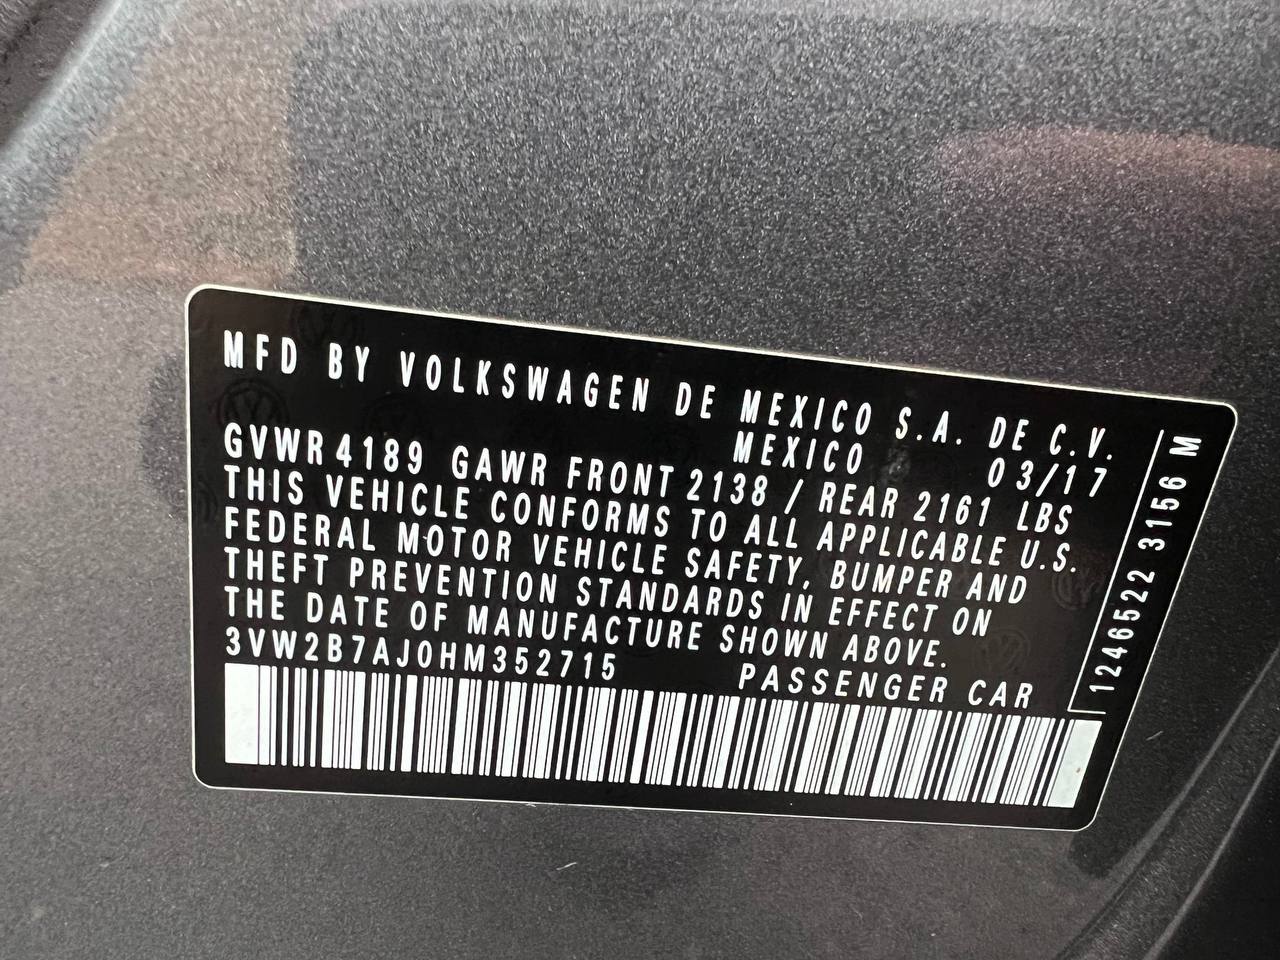 MFD BY VOLKSWAGEN DE MEXICO S.A. DE C.V.
MEXICO 03/17
GVWR 4189 GAWR FRONT 2138 / REAR 2161 LBS
THIS VEHICLE CONFORMS TO ALL APPLICABLE U.S.
FEDERAL MOTOR VEHICLE SAFETY, BUMPER AND
THEFT PREVENTION STANDARDS IN EFFECT ON
THE DATE OF MANUFACTURE SHOWN ABOVE.
3VW2B7AJ0HM352715 PASSENGER CAR
1246522 3156 M